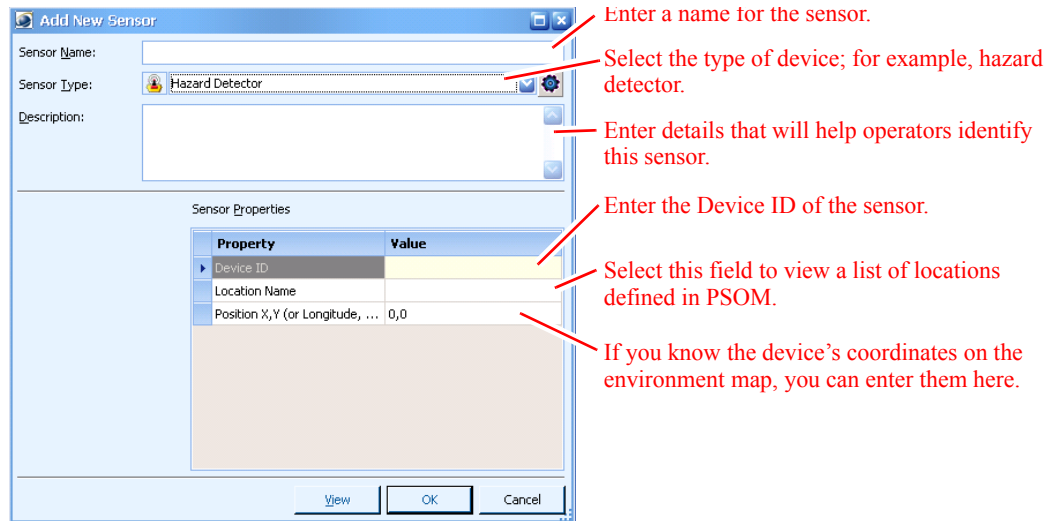 Add New Sensor
Enter a name for the sensor.
Sensor Name:
Select the type of device; for example, hazard
detector.
Sensor Type:
Hazard Detector
Description:
Enter details that will help operators identify
this sensor.
Sensor Properties
Enter the Device ID of the sensor.
Property Value
Device ID
Select this field to view a list of locations
defined in PSOM.
Location Name
Position X,Y (or Longitude, ... 0,0
If you know the device's coordinates on the
environment map, you can enter them here.
View OK Cancel